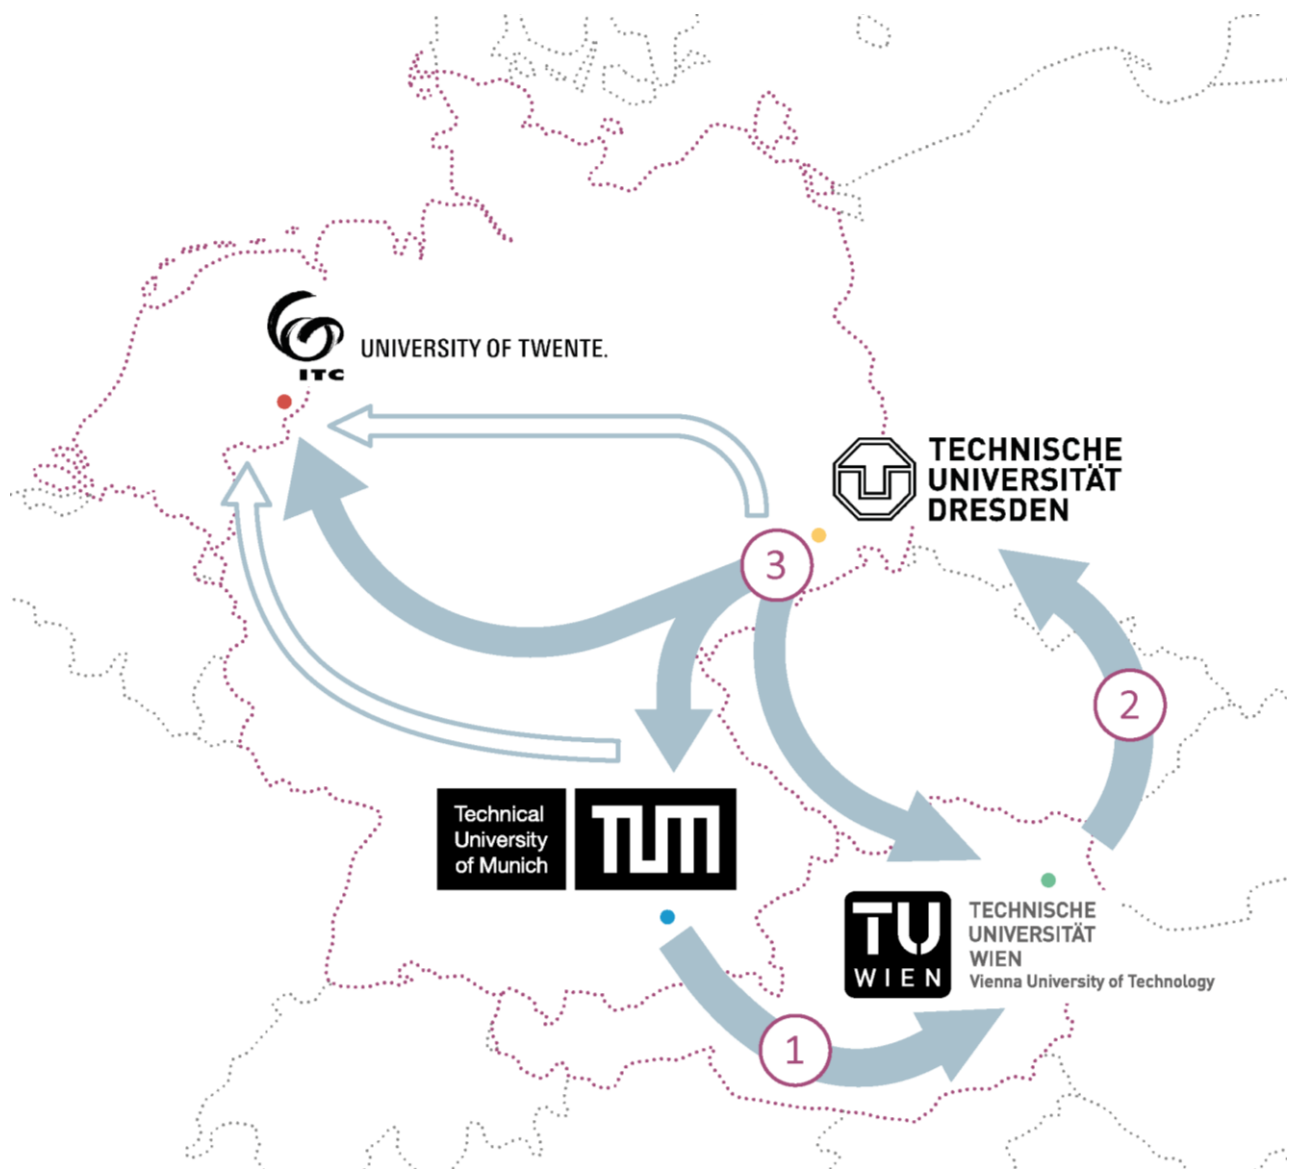 ITC
UNIVERSITY OF TWENTE.
TECHNISCHE
UNIVERSITÄT
DRESDEN
3
2
Technical
University
of Munich
TUM
TU
WIEN
TECHNISCHE
UNIVERSITÄT
WIEN
Vienna University of Technology
1